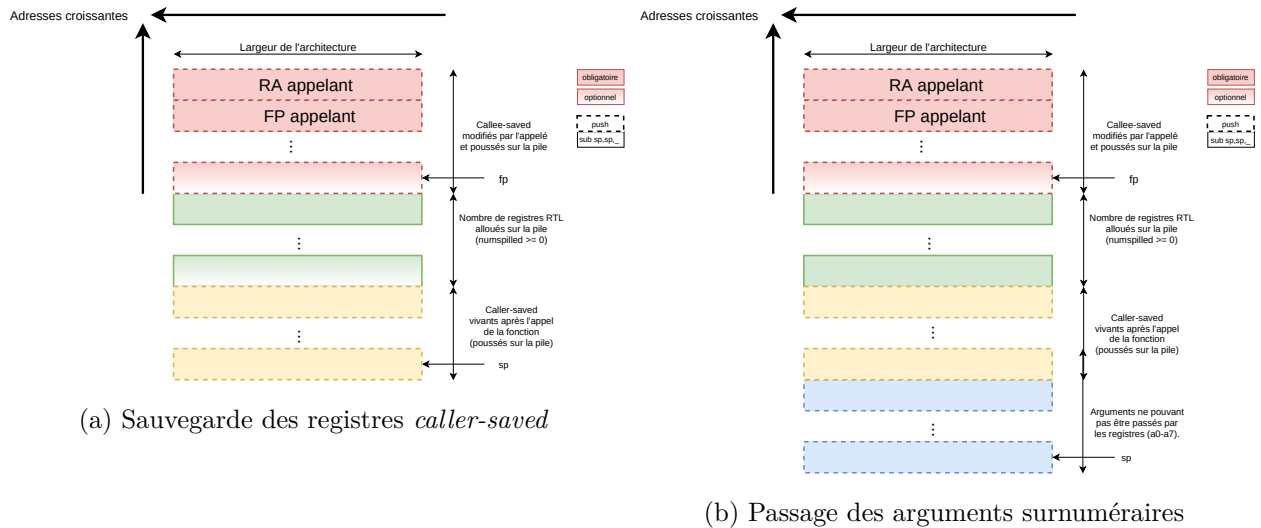 Adresses croissantes
Largeur de l'architecture
RA appelant
FP appelant
⋮
Callee-saved
modifiés par l'appelé
et poussés sur la pile
fp
Nombre de registres RTL
alloués sur la pile
(numspilled >= 0)
⋮
Caller-saved
vivants après l'appel
de la fonction
(poussés sur la pile)
⋮
sp
obligatoire
optionnel
push
sub sp,sp,_
(a) Sauvegarde des registres caller-saved
Adresses croissantes
Largeur de l'architecture
RA appelant
FP appelant
⋮
Callee-saved
modifiés par l'appelé
et poussés sur la pile
fp
Nombre de registres RTL
alloués sur la pile
(numspilled >= 0)
⋮
Caller-saved
vivants après l'appel
de la fonction
(poussés sur la pile)
⋮
Arguments ne pouvant
pas être passés par
les registres (a0-a7).
⋮
sp
obligatoire
optionnel
push
sub sp,sp,_
(b) Passage des arguments surnuméraires